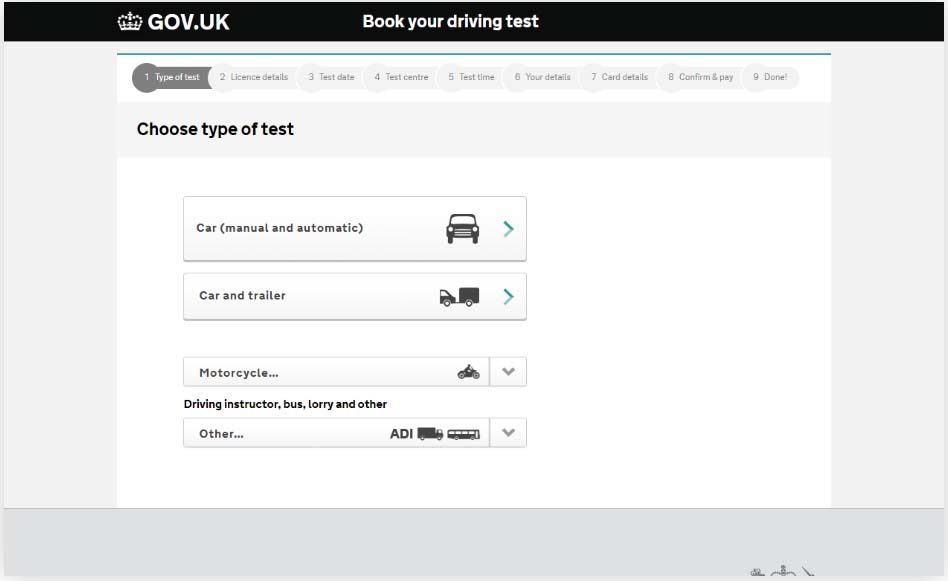 GOV.UK Book your driving test
1 Type of test 2 Licence details 3 Test date 4 Test centre 5 Test time 6 Your details 7 Card details 8 Confirm & pay 9 Done!
Choose type of test
Car (manual and automatic)
Car and trailer
Motorcycle...
Driving instructor, bus, lorry and other
Other... ADI